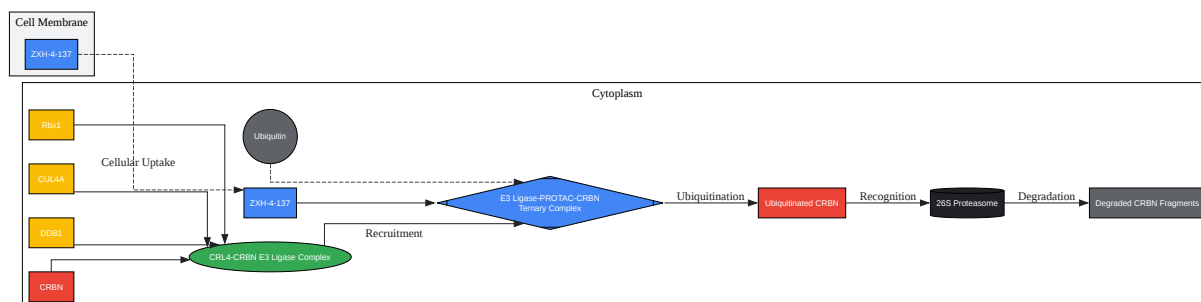 Cell Membrane
ZXH-4-137
Cytoplasm
Rbx1
Ubiquitin
Cellular Uptake
CUL4A
ZXH-4-137
E3 Ligase-PROTAC-CRBN
Ternary Complex
Ubiquitination
Ubiquitinated CRBN
Recognition
26S Proteasome
Degradation
Degraded CRBN Fragments
DDB1
Recruitment
CRL4-CRBN E3 Ligase Complex
CRBN